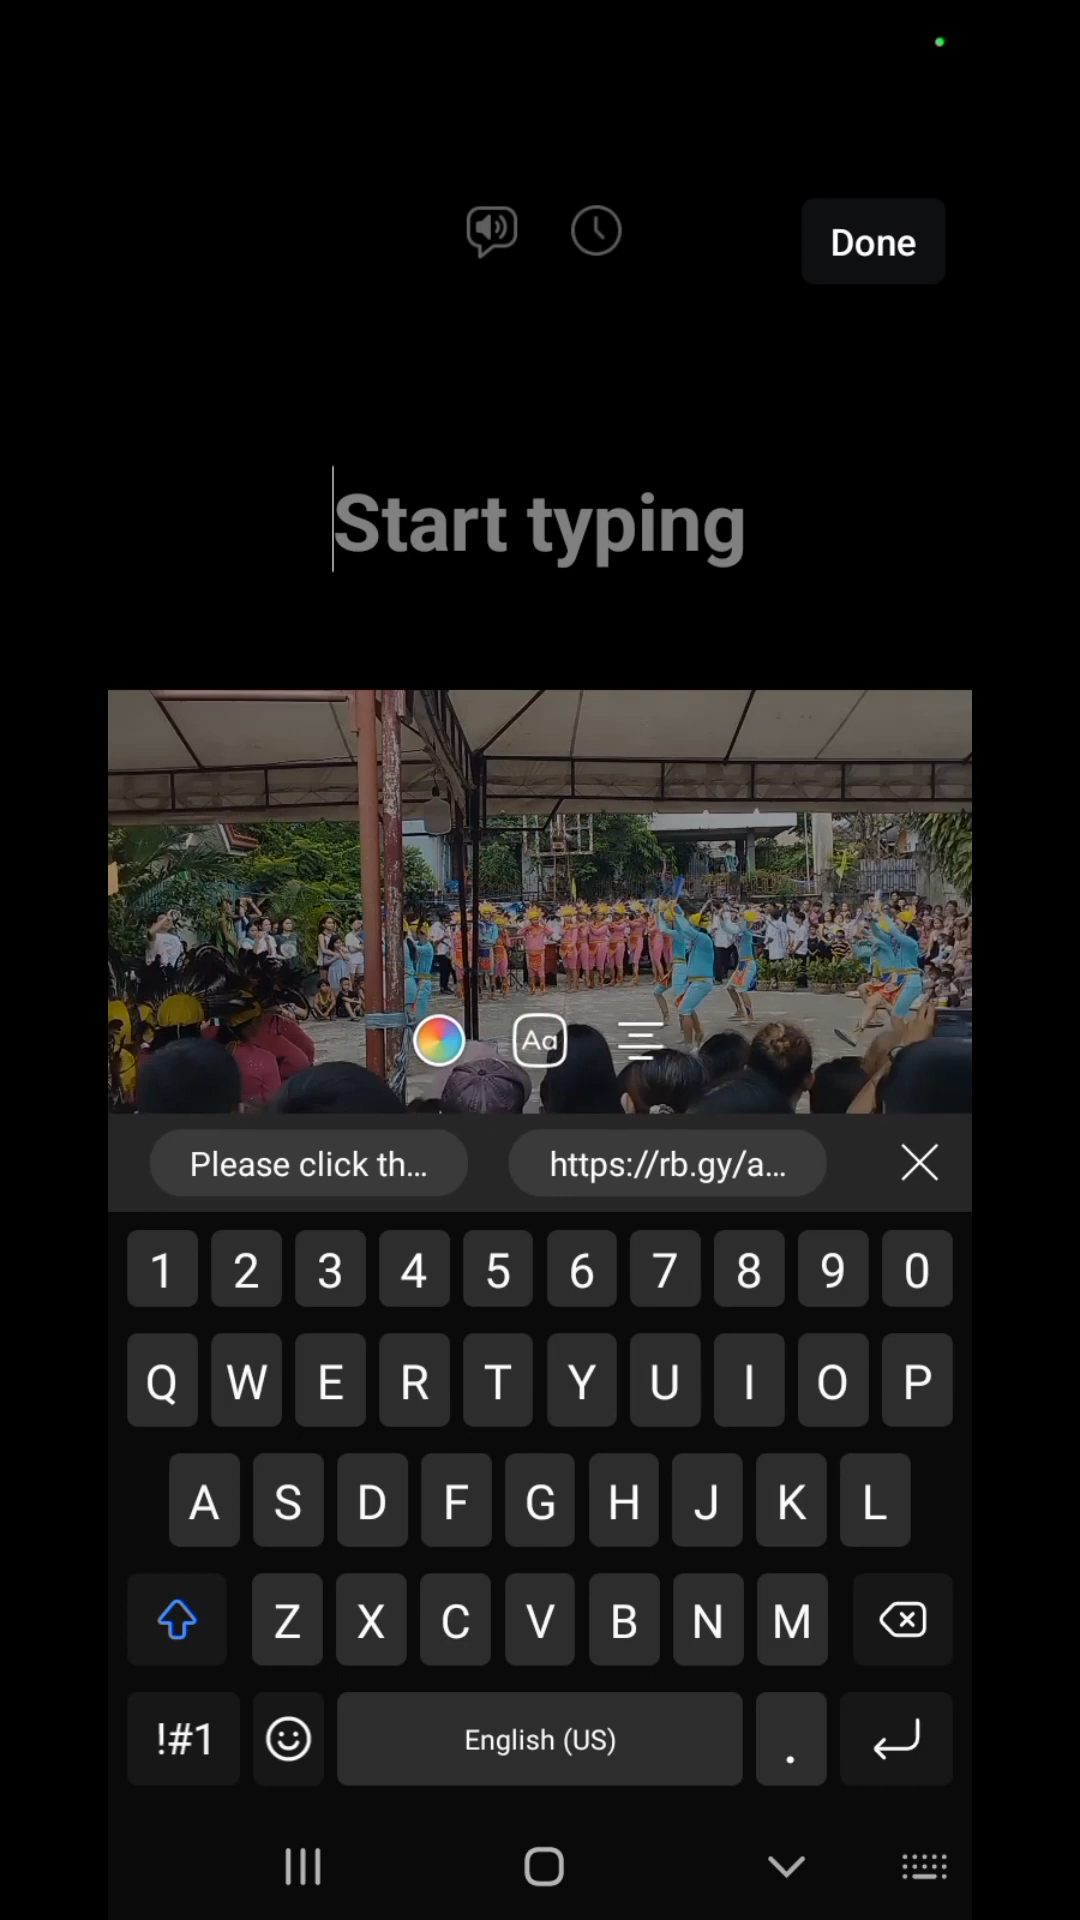 Done
Start typing
Aa
Please click th...
https://rb.gy/a...
1 2 3 4 5 6 7 8 9 0
Q W E R T Y U I O P
A S D F G H J K L
Z X C V B N M
!#1 English (US) .